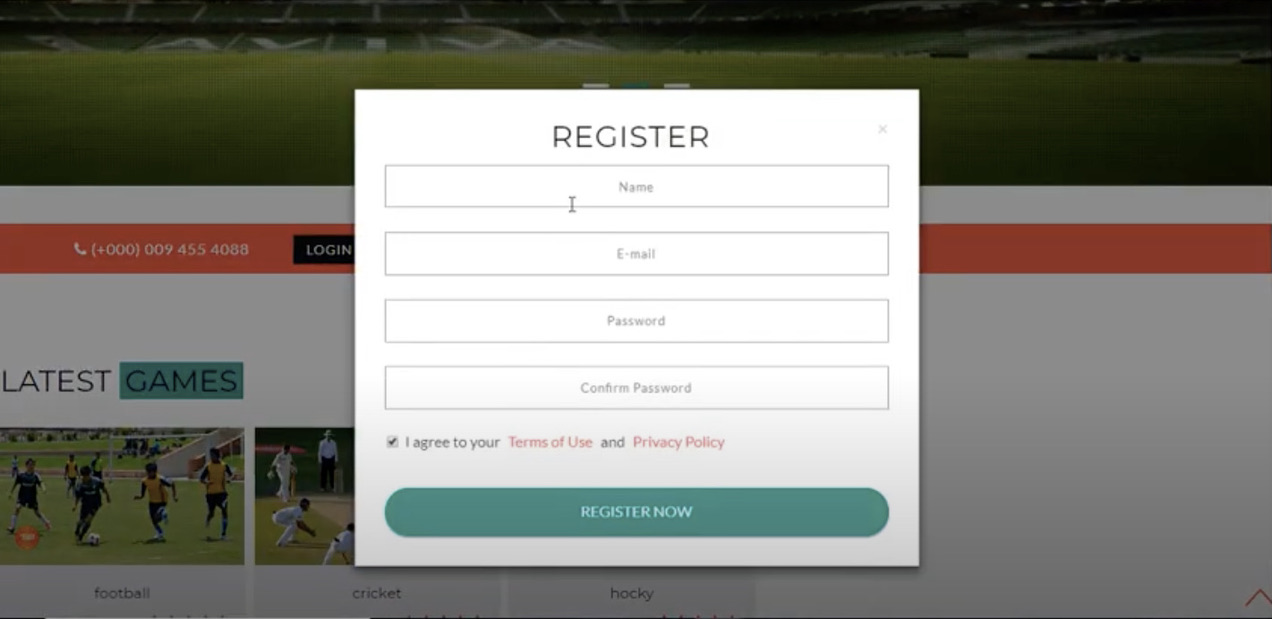 REGISTER
×
Name
E-mail
Password
Confirm Password
I agree to your Terms of Use and Privacy Policy
REGISTER NOW
(+000) 009 455 4088
LOGIN
LATEST GAMES
football
cricket
hocky